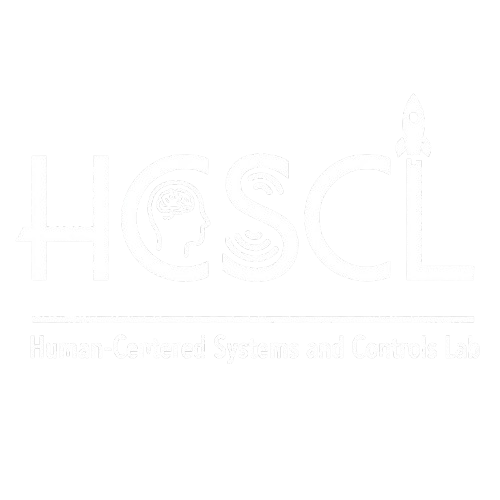 HCSCL
Human-Centered Systems and Controls Lab